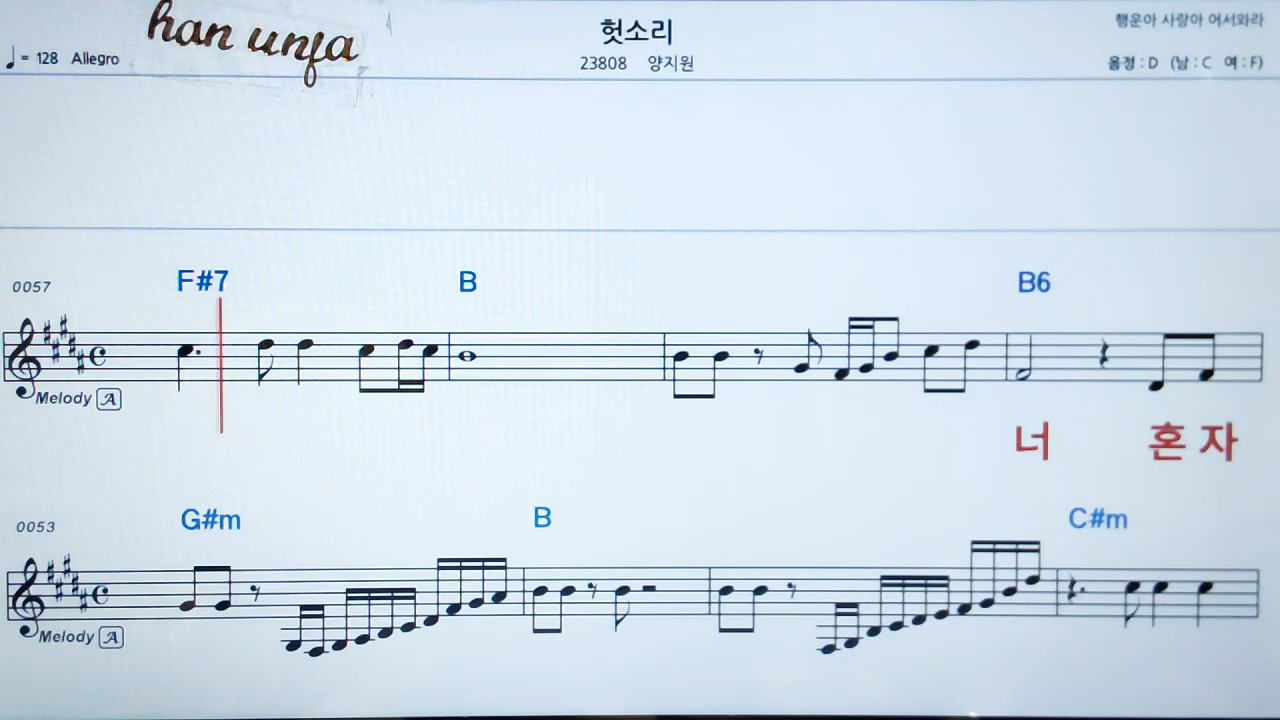 han unja
헛소리
행운아 사랑아 어서와라
♩= 128 Allegro
23808 양지원
음정 : D (남 : C 여 : F)
0057
F#7 B B6
Melody A
너 혼 자
0053
G#m B C#m
Melody A